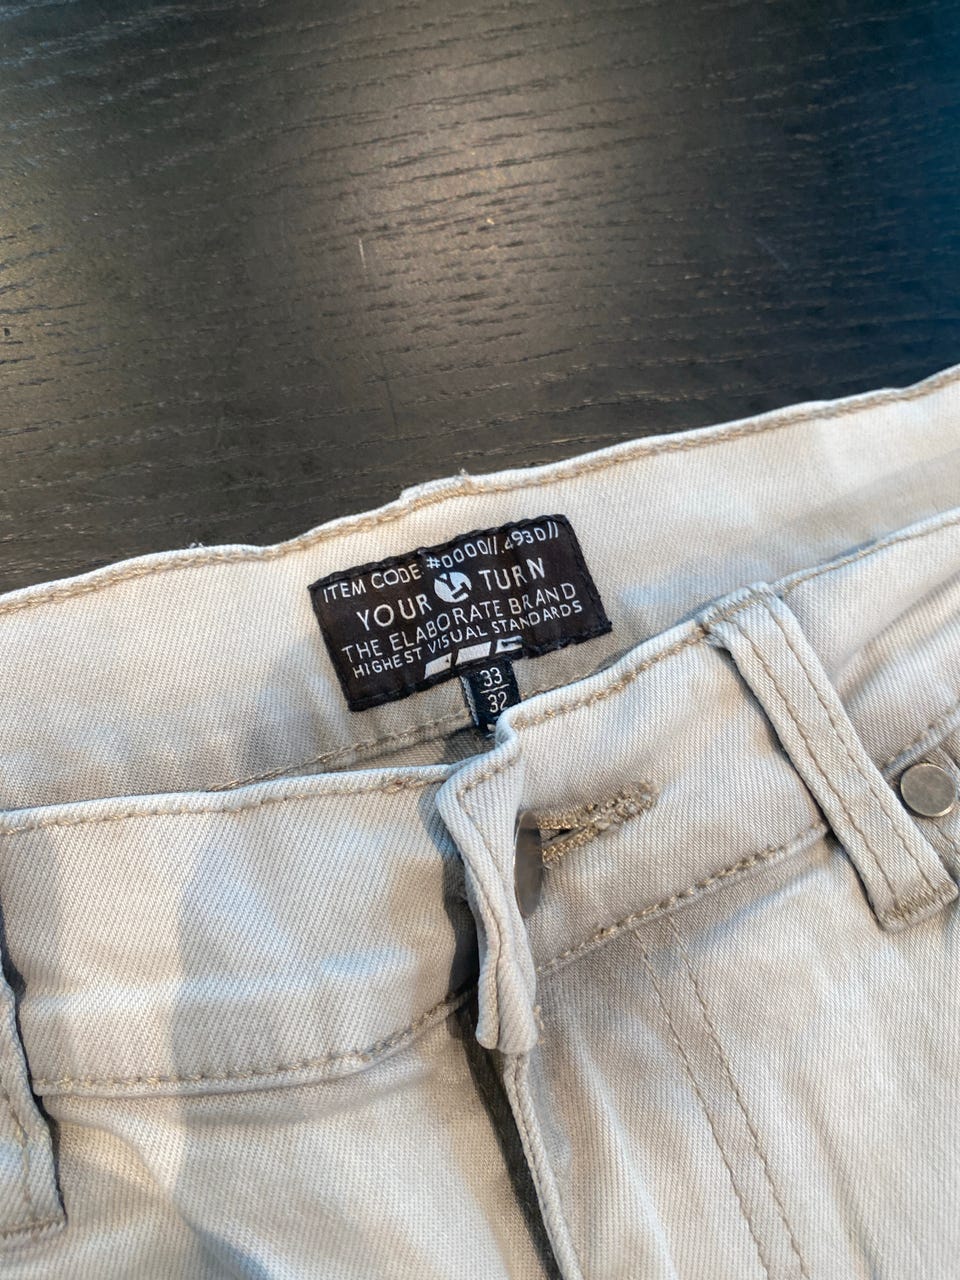 ITEM CODE #0000//.4930//
YOUR TURN
THE ELABORATE BRAND
HIGHEST VISUAL STANDARDS
33
32